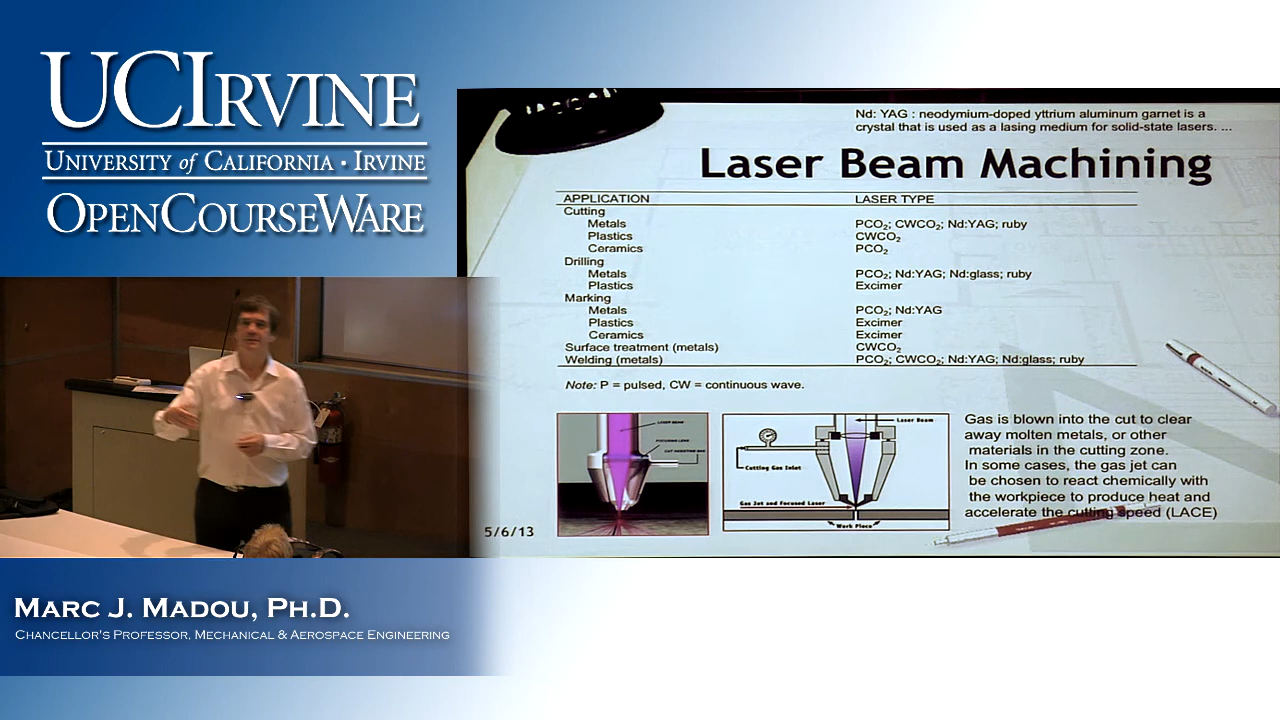 UCIRVINE
UNIVERSITY of CALIFORNIA · IRVINE
OPENCOURSEWARE
Nd: YAG : neodymium-doped yttrium aluminum garnet is a
crystal that is used as a lasing medium for solid-state lasers. ...
Laser Beam Machining
APPLICATION LASER TYPE
Cutting
Metals PCO₂; CWCO₂; Nd:YAG; ruby
Plastics CWCO₂
Ceramics PCO₂
Drilling
Metals PCO₂; Nd:YAG; Nd:glass; ruby
Plastics Excimer
Marking
Metals PCO₂; Nd:YAG
Plastics Excimer
Ceramics Excimer
Surface treatment (metals) CWCO₂
Welding (metals) PCO₂; CWCO₂; Nd:YAG; Nd:glass; ruby
Note: P = pulsed, CW = continuous wave.
LASER BEAM
FOCUSING LENS
CUT ASSISTING GAS
Laser Beam
Cutting Gas Inlet
Gas Jet and Focused Laser
Work Piece
Gas is blown into the cut to clear
away molten metals, or other
materials in the cutting zone.
In some cases, the gas jet can
be chosen to react chemically with
the workpiece to produce heat and
accelerate the cutting speed (LACE)
5/6/13
MARC J. MADOU, PH.D.
CHANCELLOR'S PROFESSOR, MECHANICAL & AEROSPACE ENGINEERING